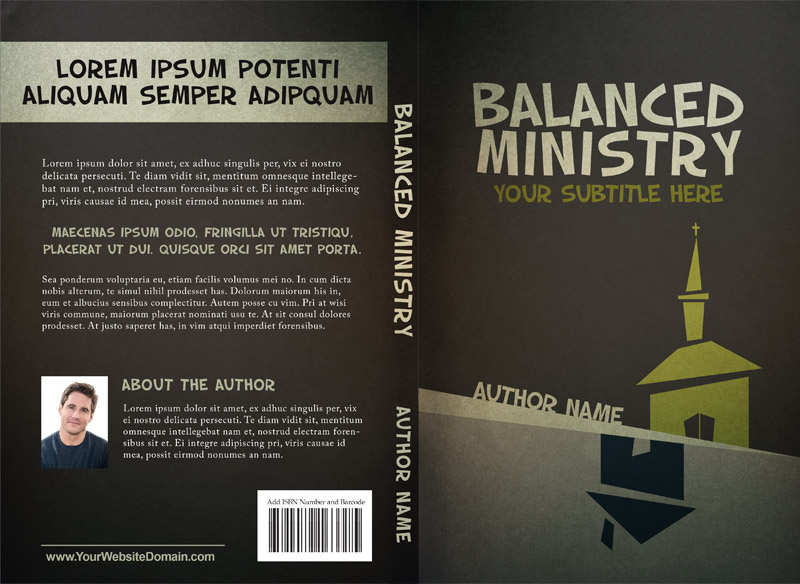 LOREM IPSUM POTENTI
ALIQUAM SEMPER ADIPQUAM
Lorem ipsum dolor sit amet, ex adhuc singulis per, vix ei nostro
delicata persecuti. Te diam vidit sit, mentitum omnesque intellege-
bat nam et, nostrud electram forensibus sit et. Ei integre adipiscing
pri, viris causae id mea, possit eirmod nonumes an nam.
MAECENAS IPSUM ODIO, FRINGILLA UT TRISTIQU,
PLACERAT UT DUI. QUISQUE ORCI SIT AMET PORTA.
Sea ponderum voluptaria eu, etiam facilis volumus mei no. In cum dicta
nobis alterum, te simul nihil prodesset has. Dolorum maiorum his in,
eum et albucius sensibus complectitur. Autem posse cu vim. Pri at wisi
viris commune, maiorum placerat nominati usu te. At sit consul dolores
prodesset. At justo saperet has, in vim atqui imperdiet forensibus.
ABOUT THE AUTHOR
Lorem ipsum dolor sit amet, ex adhuc singulis per, vix
ei nostro delicata persecuti. Te diam vidit sit, mentitum
omnesque intellegebat nam et, nostrud electram foren-
sibus sit et. Ei integre adipiscing pri, viris causae id
mea, possit eirmod nonumes an nam.
Add ISBN Number and Barcode
www.YourWebsiteDomain.com
BALANCED MINISTRY
AUTHOR NAME
BALANCED
MINISTRY
YOUR SUBTITLE HERE
AUTHOR NAME